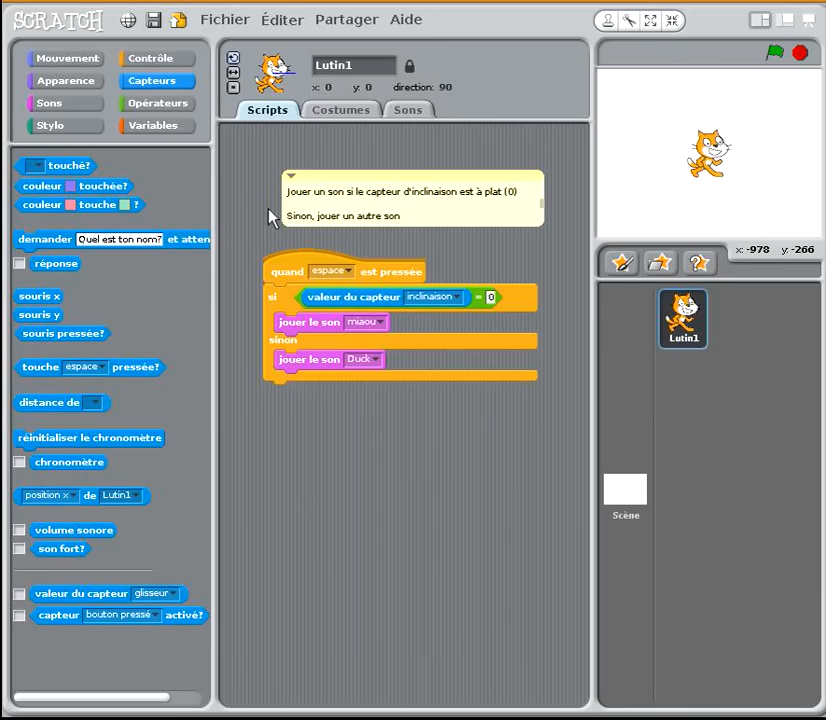 SCRATCH Fichier Éditer Partager Aide
Mouvement Contrôle
Apparence Capteurs
Sons Opérateurs
Stylo Variables
touché?
couleur touchée?
couleur touche ?
demander Quel est ton nom? et atten
réponse
souris x
souris y
souris pressée?
touche espace pressée?
distance de
réinitialiser le chronomètre
chronomètre
position x de Lutin1
volume sonore
son fort?
valeur du capteur glisseur
capteur bouton pressé activé?
Lutin1
x: 0 y: 0 direction: 90
Scripts Costumes Sons
Jouer un son si le capteur d'inclinaison est à plat (0)
Sinon, jouer un autre son
quand espace est pressée
si valeur du capteur inclinaison = 0
jouer le son miaou
sinon
jouer le son Duck
x: -978 y: -266
Lutin1
Scène